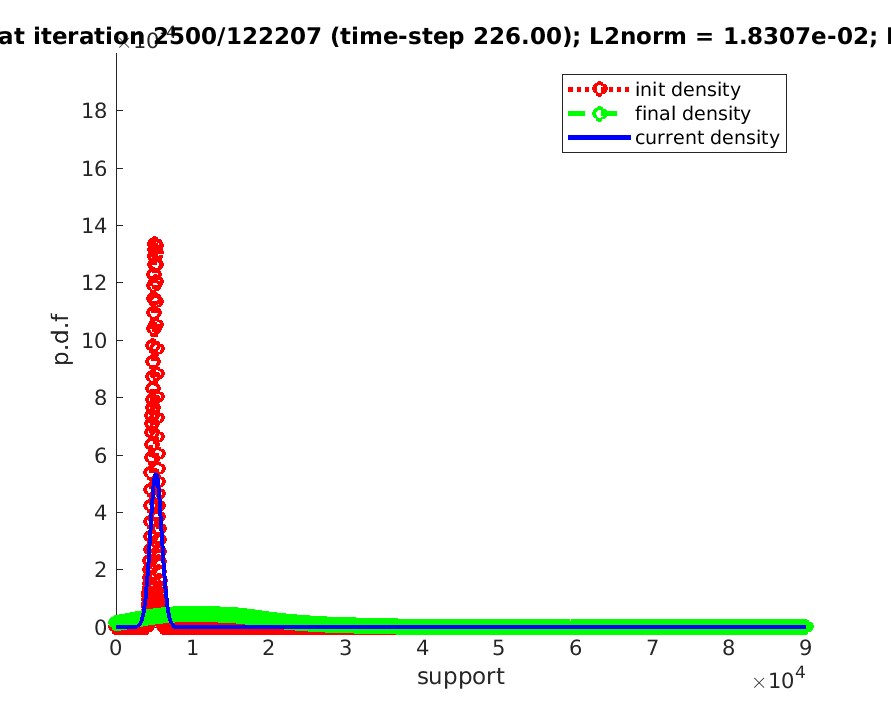 at iteration 2500/122207 (time-step 226.00); L2norm = 1.8307e-02;
init density
final density
current density
18
16
14
12
10
8
6
4
2
0
p.d.f
0 1 2 3 4 5 6 7 8 9
support
×10^4